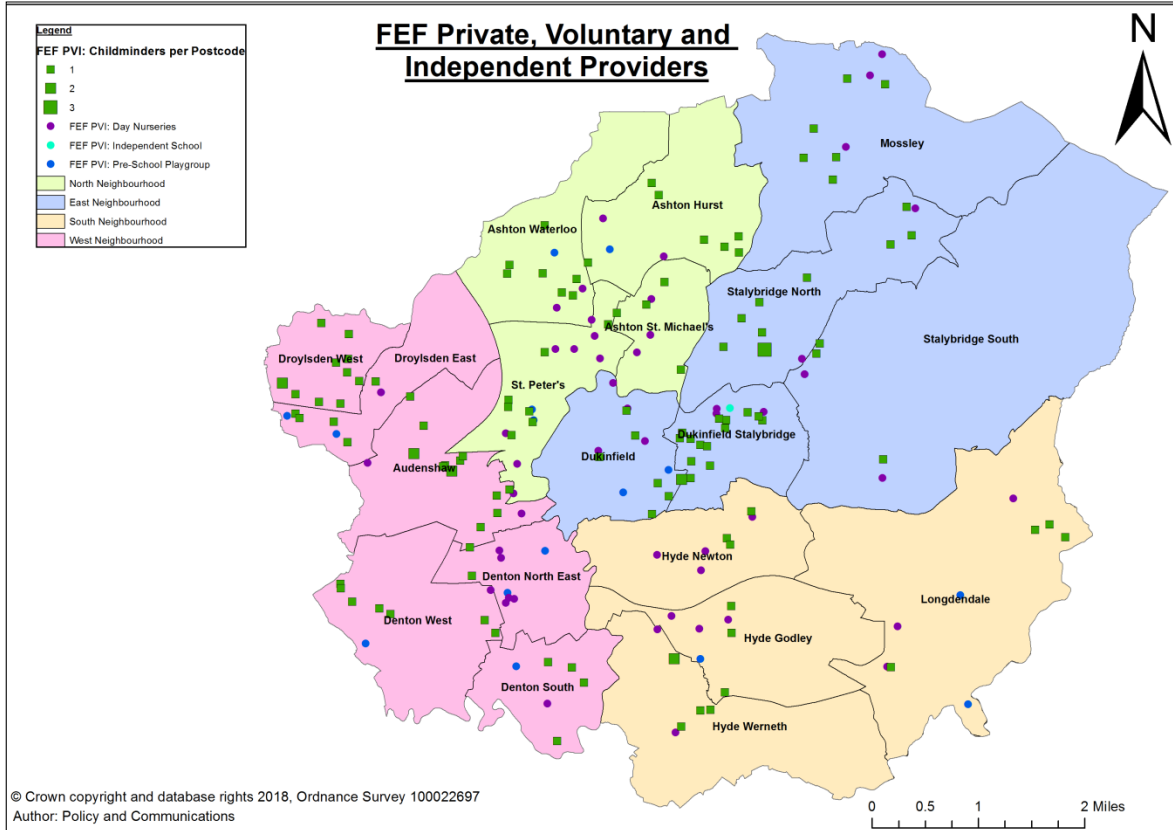 FEF Private, Voluntary and
Independent Providers
Legend
FEF PVI: Childminders per Postcode
1
2
3
FEF PVI: Day Nurseries
FEF PVI: Independent School
FEF PVI: Pre-School Playgroup
North Neighbourhood
East Neighbourhood
South Neighbourhood
West Neighbourhood
N
Mossley
Ashton Hurst
Ashton Waterloo
Stalybridge North
Ashton St. Michael's
Stalybridge South
Droylsden West
Droylsden East
St. Peter's
Dukinfield Stalybridge
Dukinfield
Audenshaw
Hyde Newton
Denton North East
Longdendale
Denton West
Hyde Godley
Denton South
Hyde Werneth
© Crown copyright and database rights 2018, Ordnance Survey 100022697
Author: Policy and Communications
0 0.5 1 2 Miles